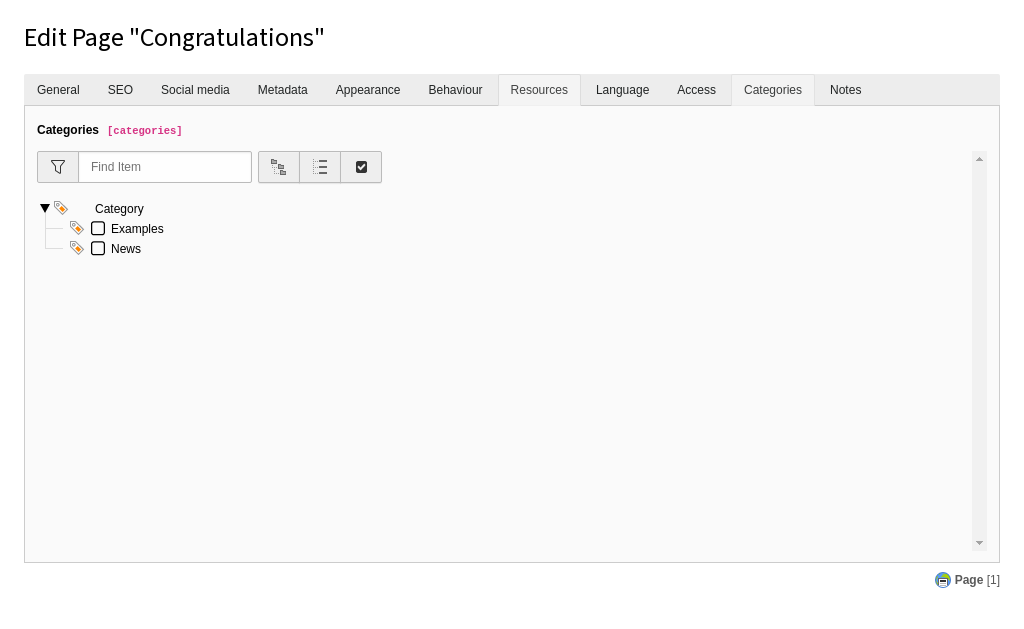 Edit Page "Congratulations"
General SEO Social media Metadata Appearance Behaviour Resources Language Access Categories Notes
Categories [categories]
Find Item
Category
Examples
News
Page [1]